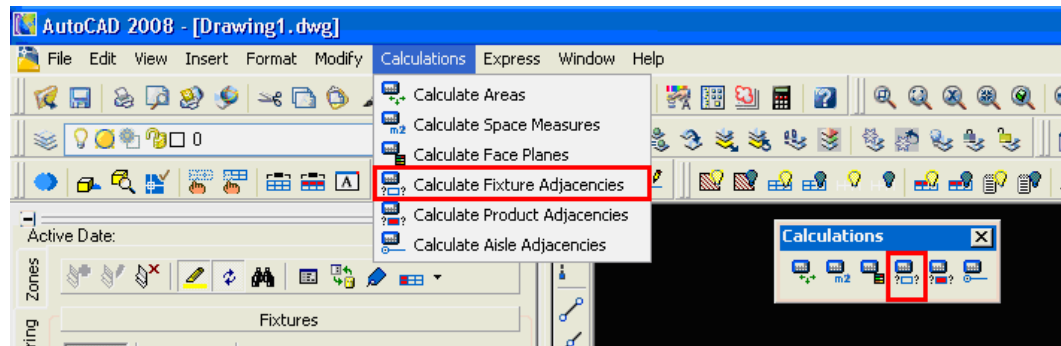 AutoCAD 2008 - [Drawing1.dwg]
File Edit View Insert Format Modify Calculations Express Window Help
Calculate Areas
Calculate Space Measures
0
Calculate Face Planes
Calculate Fixture Adjacencies
Calculate Product Adjacencies
Calculate Aisle Adjacencies
Active Date:
Calculations
Zones
Fixtures